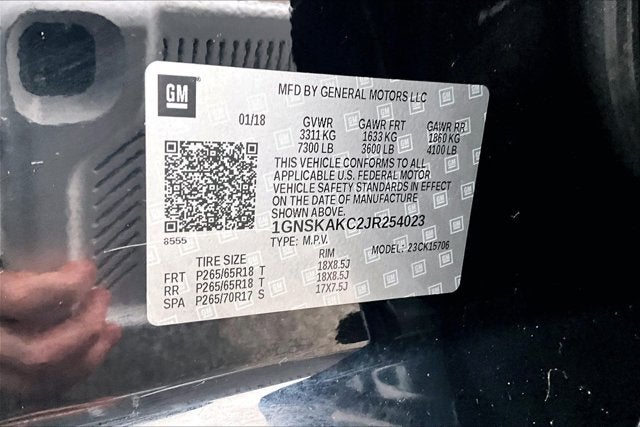 GM
MFD BY GENERAL MOTORS LLC
01/18 GVWR GAWR FRT GAWR RR
3311 KG 1633 KG 1860 KG
7300 LB 3600 LB 4100 LB
THIS VEHICLE CONFORMS TO ALL
APPLICABLE U.S. FEDERAL MOTOR
VEHICLE SAFETY STANDARDS IN EFFECT
ON THE DATE OF MANUFACTURE
SHOWN ABOVE.
1GNSKAKC2JR254023
8555 TYPE: M.P.V. MODEL: 23CK15706
TIRE SIZE RIM
FRT P265/65R18 T 18X8.5J
RR P265/65R18 T 18X8.5J
SPA P265/70R17 S 17X7.5J